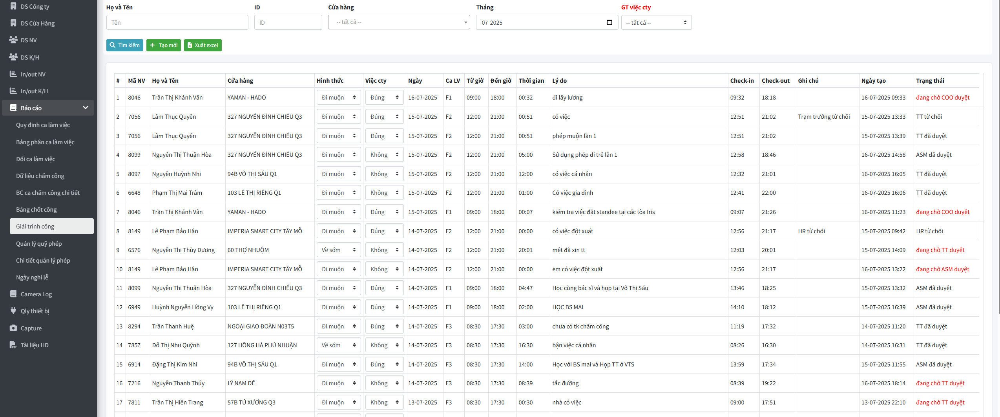 DS Công ty
DS Cửa Hàng
DS NV
DS K/H
In/out NV
In/out K/H
Báo cáo
Quy đinh ca làm việc
Bảng phân ca làm việc
Đổi ca làm việc
Dữ liệu chấm công
BC ca chấm công chi tiết
Bảng chốt công
Giải trình công
Quản lý quỹ phép
Chi tiết quản lý phép
Ngày nghỉ lễ
Camera Log
Qly thiết bị
Capture
Tài liệu HD
Họ và Tên ID Cửa hàng Tháng GT việc cty
Tên ID -- tất cả -- 07 2025 -- tất cả --
Tìm kiếm Tạo mới Xuất excel
# Mã NV Họ và Tên Cửa hàng Hình thức Việc cty Ngày Ca LV Từ giờ Đến giờ Thời gian Lý do Check-in Check-out Ghi chú Ngày tạo Trạng thái
1 8046 Trần Thị Khánh Vân YAMAN - HADO Đi muộn Đúng 16-07-2025 F1 09:00 18:00 00:32 đi lấy lương 09:32 18:18 16-07-2025 09:33 đang chờ COO duyệt
2 7056 Lâm Thục Quyên 327 NGUYỄN ĐÌNH CHIỂU Q3 Đi muộn Đúng 15-07-2025 F2 12:00 21:00 00:51 có việc 12:51 21:02 Trạm trưởng từ chối 15-07-2025 13:33 TT từ chối
3 7056 Lâm Thục Quyên 327 NGUYỄN ĐÌNH CHIỂU Q3 Đi muộn Đúng 15-07-2025 F2 12:00 21:00 00:51 phép muộn lần 1 12:51 21:02 15-07-2025 13:39 TT đã duyệt
4 8099 Nguyễn Thị Thuận Hòa 327 NGUYỄN ĐÌNH CHIỂU Q3 Đi muộn Không 15-07-2025 F2 12:00 21:00 05:00 Sử dụng phép đi trễ lần 1 12:58 18:46 16-07-2025 14:58 ASM đã duyệt
5 8097 Nguyễn Huỳnh Nhi 94B VÕ THỊ SÁU Q1 Đi muộn Không 15-07-2025 F2 12:00 21:00 12:00 có việc cá nhân 12:32 21:01 16-07-2025 16:05 TT đã duyệt
6 6648 Phạm Thị Mai Trâm 103 LÊ THỊ RIÊNG Q1 Đi muộn Không 15-07-2025 F2 12:00 21:00 01:00 Có việc gia đình 12:41 22:00 16-07-2025 16:06 TT đã duyệt
7 8046 Trần Thị Khánh Vân YAMAN - HADO Đi muộn Đúng 15-07-2025 F1 09:00 18:00 00:07 kiểm tra việc đặt standee tại các tòa Iris 09:07 21:26 16-07-2025 11:23 đang chờ COO duyệt
8 8149 Lê Phạm Bảo Hân IMPERIA SMART CITY TÂY MỖ Đi muộn Đúng 14-07-2025 F2 12:00 21:00 00:00 có việc đột xuất 12:56 21:17 HR từ chối 15-07-2025 09:42 HR từ chối
9 6576 Nguyễn Thị Thùy Dương 60 THỢ NHUỘM Về sớm Không 14-07-2025 F2 12:00 21:00 20:01 mệt đã xin tt 12:03 20:01 15-07-2025 14:09 đang chờ TT duyệt
10 8149 Lê Phạm Bảo Hân IMPERIA SMART CITY TÂY MỖ Đi muộn Không 14-07-2025 F2 12:00 21:00 00:00 em có việc đột xuất 12:56 21:17 16-07-2025 13:22 đang chờ ASM duyệt
11 8099 Nguyễn Thị Thuận Hòa 327 NGUYỄN ĐÌNH CHIỂU Q3 Đi muộn Đúng 14-07-2025 F1 09:00 18:00 04:47 Học cùng bác sĩ và họp tại Võ Thị Sáu 13:46 18:25 15-07-2025 13:32 ASM đã duyệt
12 6949 Huỳnh Nguyễn Hồng Vy 103 LÊ THỊ RIÊNG Q1 Đi muộn Đúng 14-07-2025 F1 09:00 18:00 02:00 HỌC BS MAI 14:10 18:12 15-07-2025 16:39 ASM đã duyệt
13 8294 Trần Thanh Huệ NGOẠI GIAO ĐOÀN N03T5 Đi muộn Đúng 14-07-2025 F3 08:30 17:30 03:00 chưa có tk chấm công 11:19 17:32 14-07-2025 11:20 TT đã duyệt
14 7857 Đỗ Thị Như Quỳnh 127 HỒNG HÀ PHÚ NHUẬN Về sớm Không 14-07-2025 F3 08:30 17:30 16:30 bận việc cá nhân 08:26 16:30 14-07-2025 16:31 TT đã duyệt
15 6914 Đặng Thị Kim Nhi 94B VÕ THỊ SÁU Q1 Đi muộn Đúng 14-07-2025 F3 08:30 17:30 14:00 Học với BS mai và Họp TT ở VTS 13:59 17:34 15-07-2025 11:55 ASM đã duyệt
16 7216 Nguyễn Thanh Thúy LÝ NAM ĐẾ Đi muộn Không 14-07-2025 F3 08:30 17:30 08:39 tắc đường 08:39 19:22 16-07-2025 18:14 đang chờ TT duyệt
17 7811 Trần Thị Hiền Trang 57B TÚ XƯƠNG Q3 Đi muộn Không 13-07-2025 F3 08:30 17:30 00:30 nhà có việc 09:00 17:51 13-07-2025 22:10 đang chờ TT duyệt